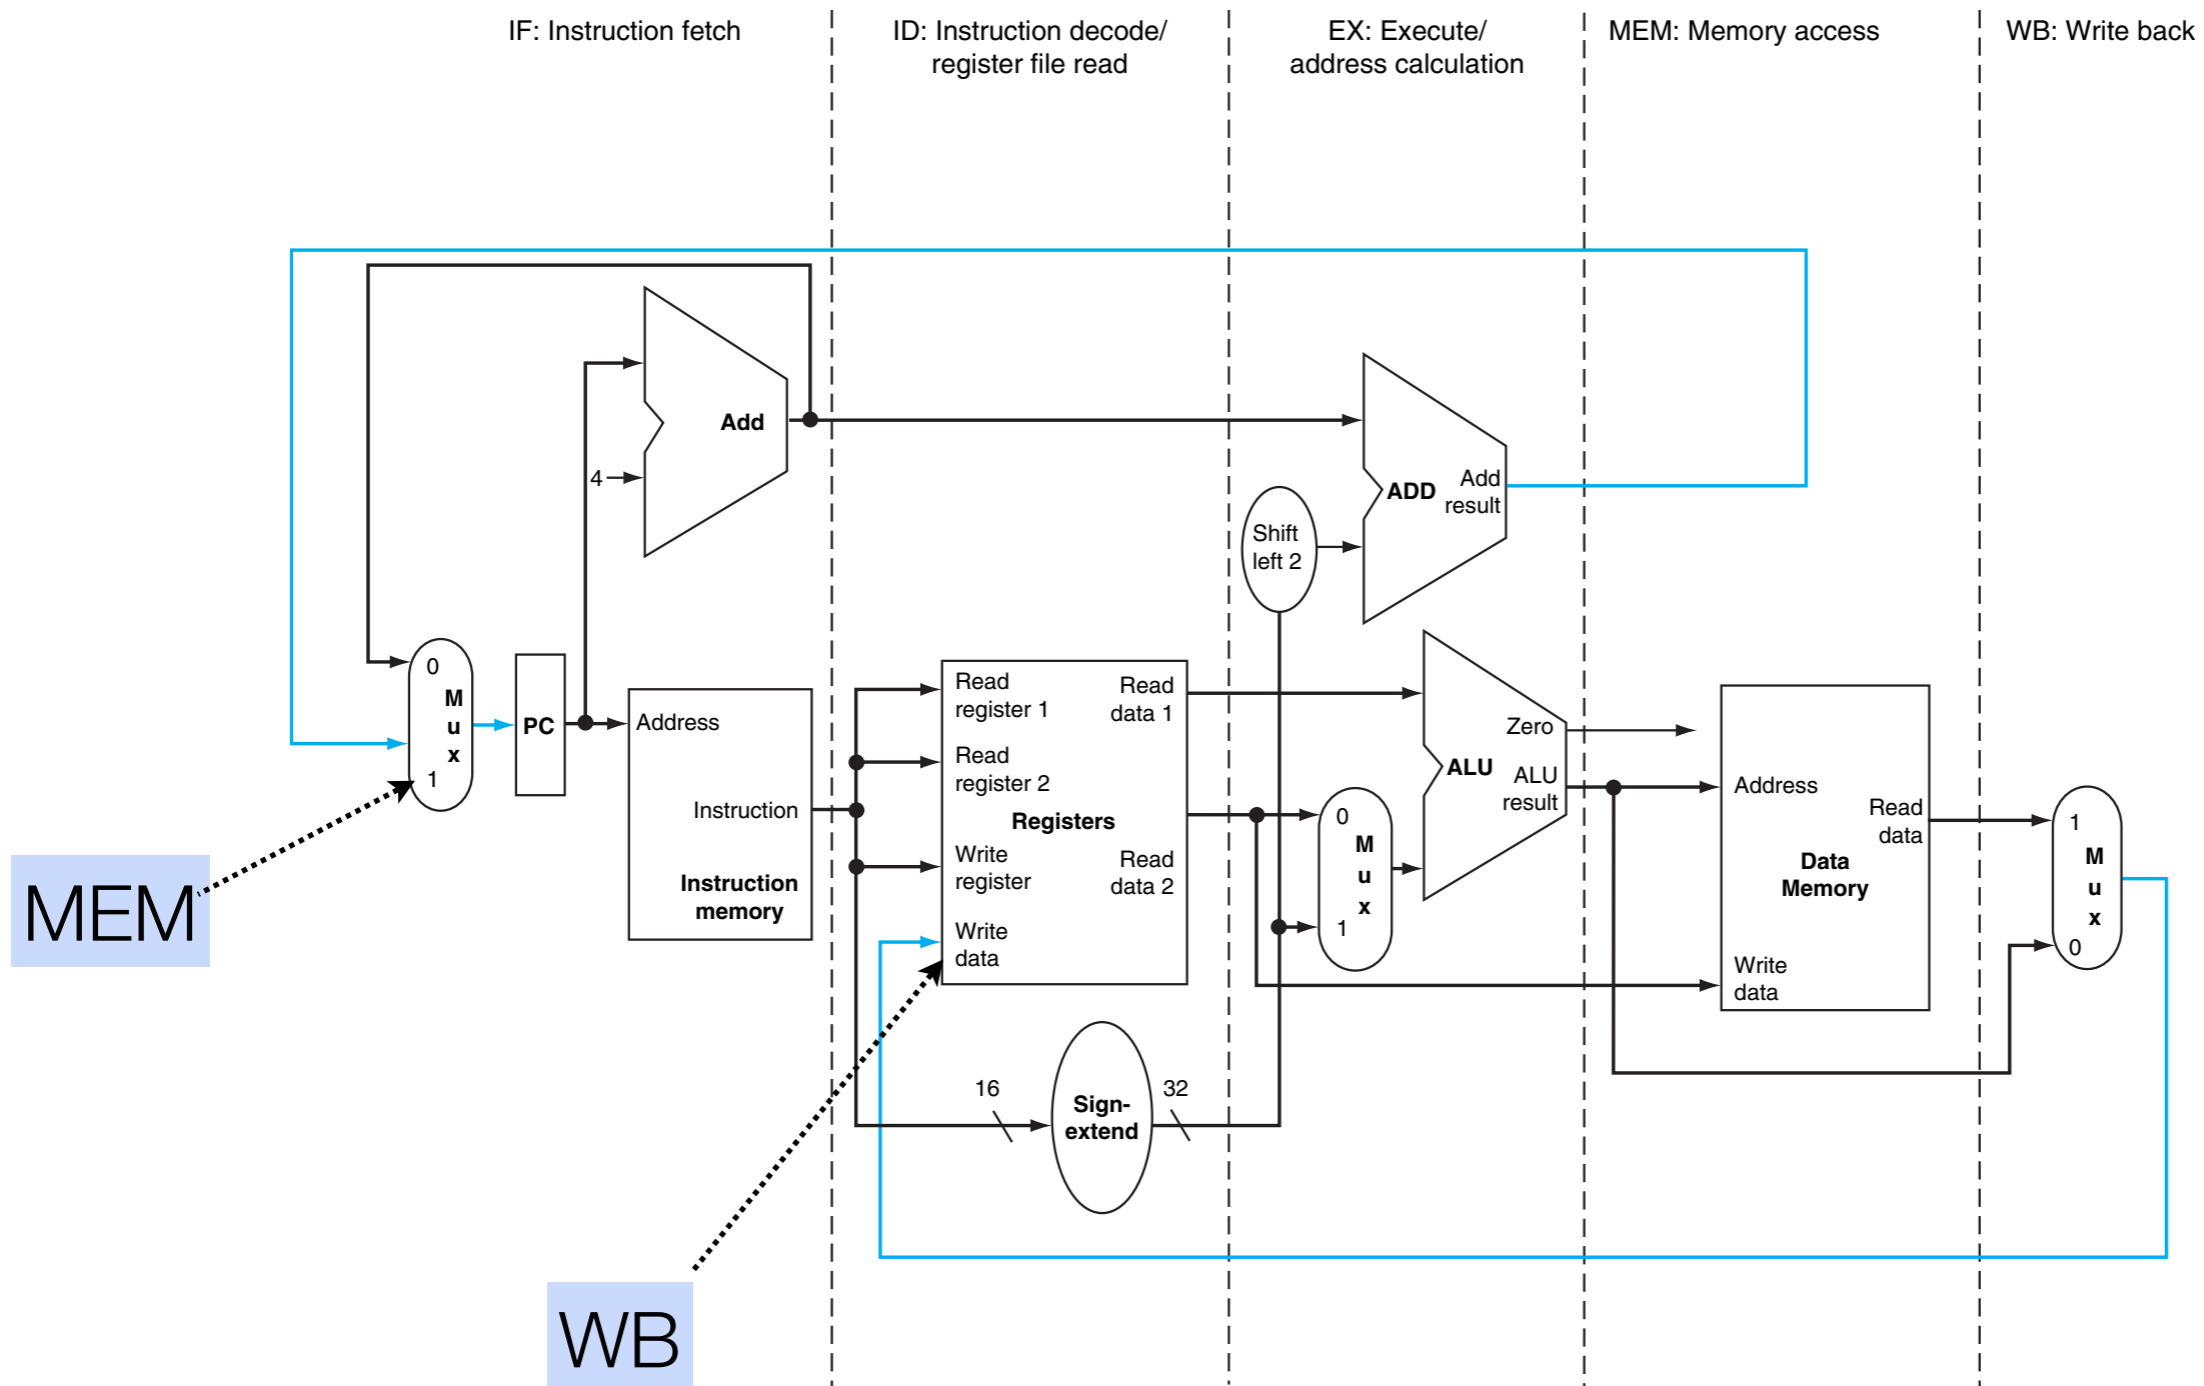 IF: Instruction fetch
ID: Instruction decode/
register file read
EX: Execute/
address calculation
MEM: Memory access
WB: Write back
Add
4
ADD
Add
result
Shift
left 2
0
M
u
x
1
PC
Address
Instruction
Instruction
memory
Read
register 1
Read
register 2
Write
register
Write
data
Registers
Read
data 1
Read
data 2
16
Sign-
extend
32
0
M
u
x
1
Zero
ALU
ALU
result
Address
Read
data
Data
Memory
Write
data
1
M
u
x
0
MEM
WB